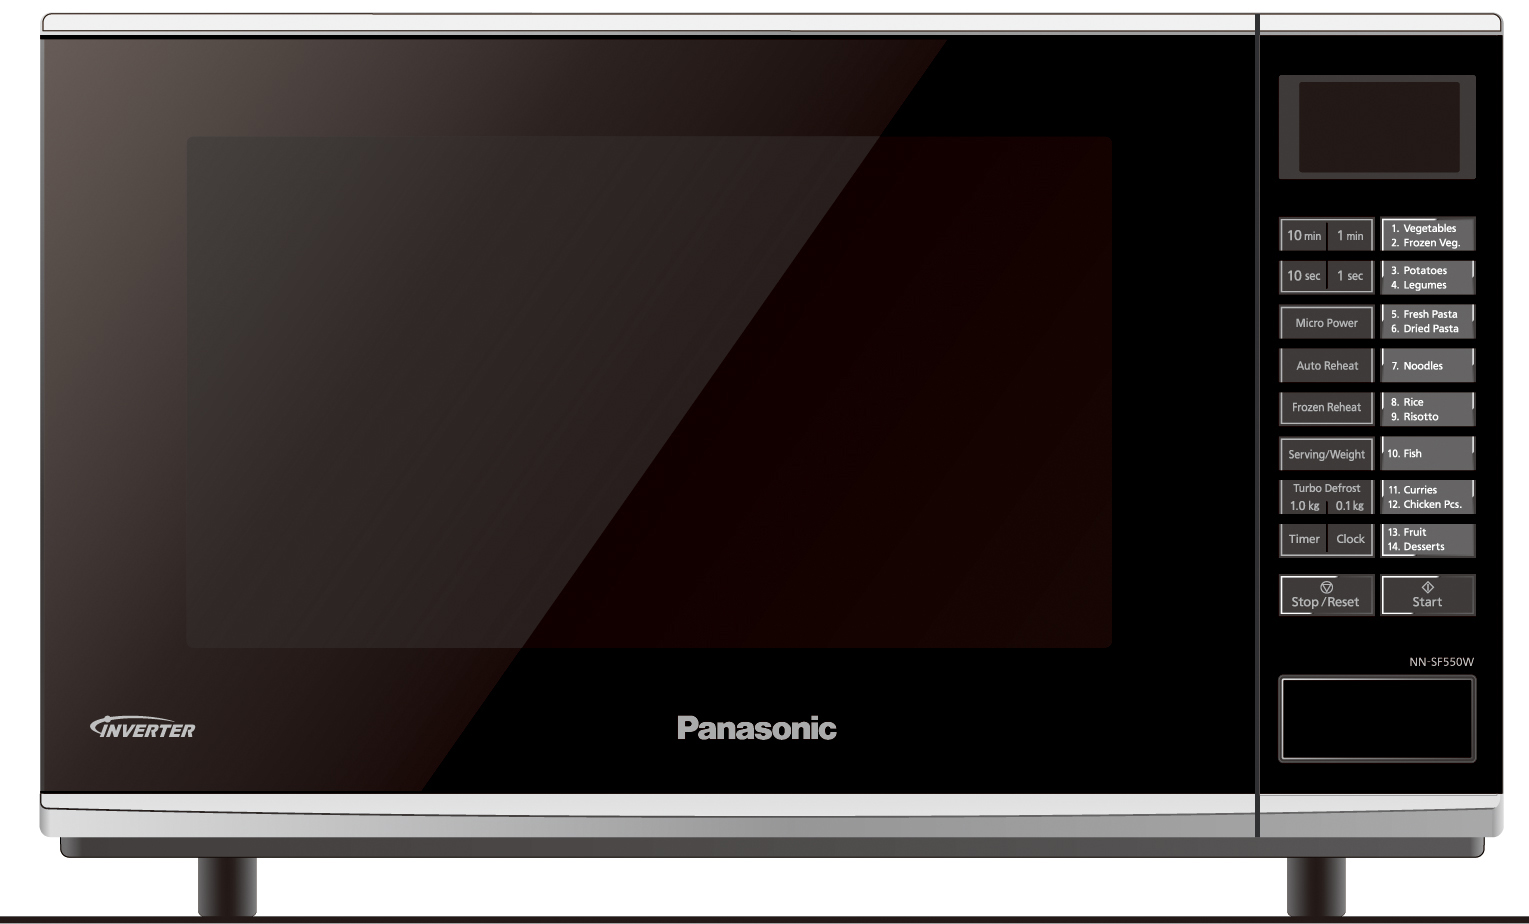 10 min 1 min
1. Vegetables
2. Frozen Veg.
10 sec 1 sec
3. Potatoes
4. Legumes
Micro Power
5. Fresh Pasta
6. Dried Pasta
Auto Reheat
7. Noodles
Frozen Reheat
8. Rice
9. Risotto
Serving/Weight
10. Fish
Turbo Defrost
1.0 kg 0.1 kg
11. Curries
12. Chicken Pcs.
Timer Clock
13. Fruit
14. Desserts
Stop/Reset
Start
NN-SF550W
INVERTER
Panasonic